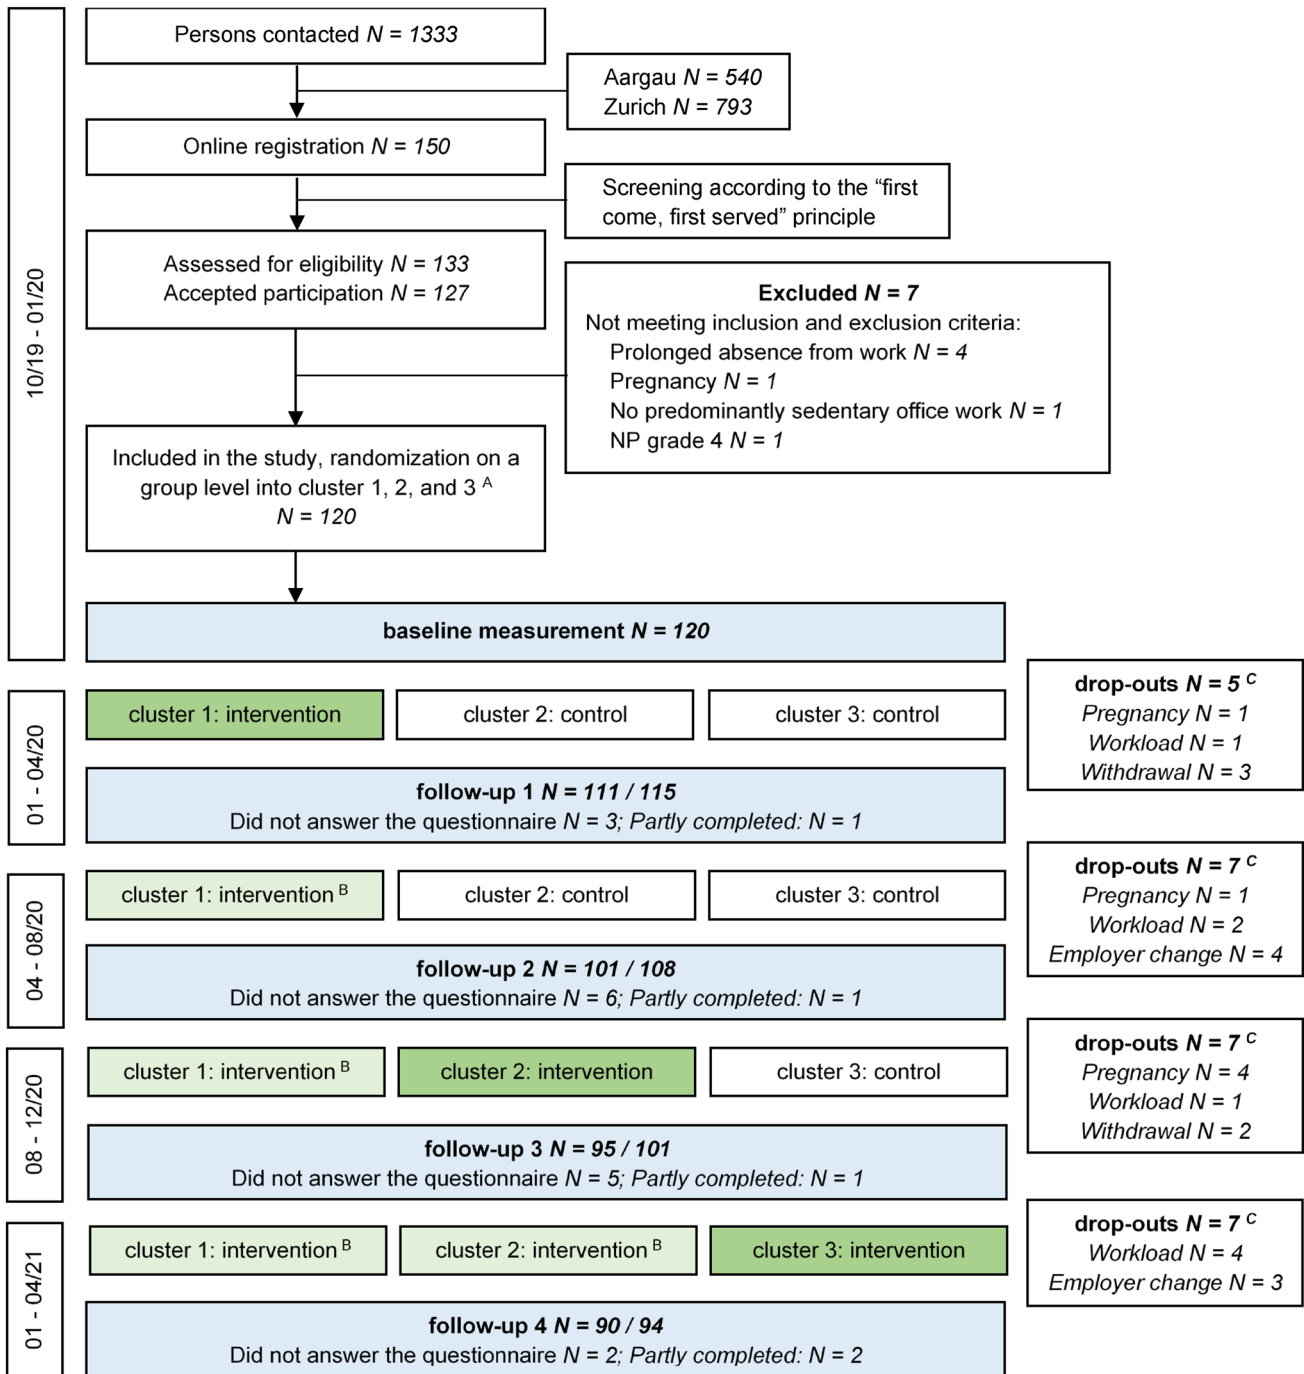 10/19 - 01/20
Persons contacted N = 1333
Aargau N = 540
Zurich N = 793
Online registration N = 150
Screening according to the “first
come, first served” principle
Assessed for eligibility N = 133
Accepted participation N = 127
Excluded N = 7
Not meeting inclusion and exclusion criteria:
Prolonged absence from work N = 4
Pregnancy N = 1
No predominantly sedentary office work N = 1
NP grade 4 N = 1
Included in the study, randomization on a
group level into cluster 1, 2, and 3 A
N = 120
baseline measurement N = 120
01 - 04/20
cluster 1: intervention
cluster 2: control
cluster 3: control
drop-outs N = 5 C
Pregnancy N = 1
Workload N = 1
Withdrawal N = 3
follow-up 1 N = 111 / 115
Did not answer the questionnaire N = 3; Partly completed: N = 1
04 - 08/20
cluster 1: intervention B
cluster 2: control
cluster 3: control
drop-outs N = 7 C
Pregnancy N = 1
Workload N = 2
Employer change N = 4
follow-up 2 N = 101 / 108
Did not answer the questionnaire N = 6; Partly completed: N = 1
08 - 12/20
cluster 1: intervention B
cluster 2: intervention
cluster 3: control
drop-outs N = 7 C
Pregnancy N = 4
Workload N = 1
Withdrawal N = 2
follow-up 3 N = 95 / 101
Did not answer the questionnaire N = 5; Partly completed: N = 1
01 - 04/21
cluster 1: intervention B
cluster 2: intervention B
cluster 3: intervention
drop-outs N = 7 C
Workload N = 4
Employer change N = 3
follow-up 4 N = 90 / 94
Did not answer the questionnaire N = 2; Partly completed: N = 2